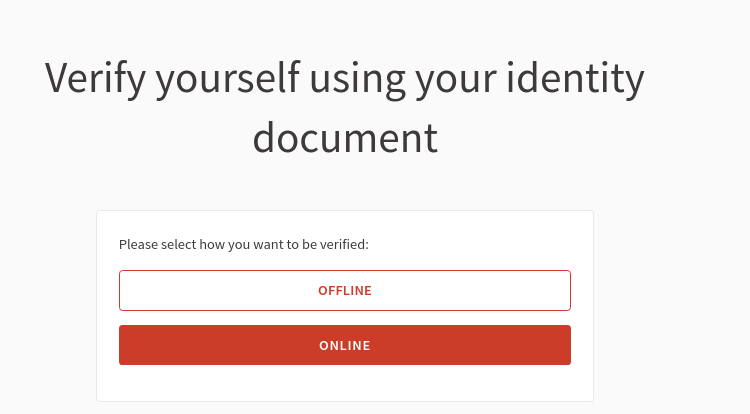 Verify yourself using your identity
document
Please select how you want to be verified:
OFFLINE
ONLINE